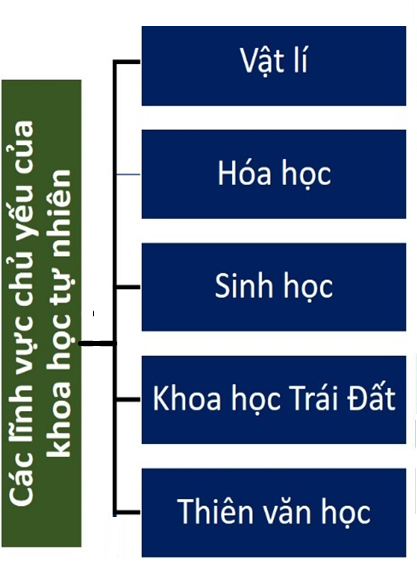 Các lĩnh vực chủ yếu của
khoa học tự nhiên
Vật lí
Hóa học
Sinh học
Khoa học Trái Đất
Thiên văn học